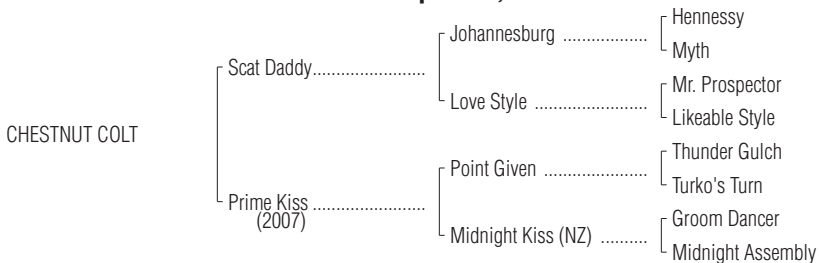 Hennessy
Johannesburg ..................
Myth
Scat Daddy........................
Mr. Prospector
Love Style ........................
Likeable Style
CHESTNUT COLT
Thunder Gulch
Point Given ......................
Turko's Turn
Prime Kiss ........................
(2007)
Groom Dancer
Midnight Kiss (NZ) ..........
Midnight Assembly